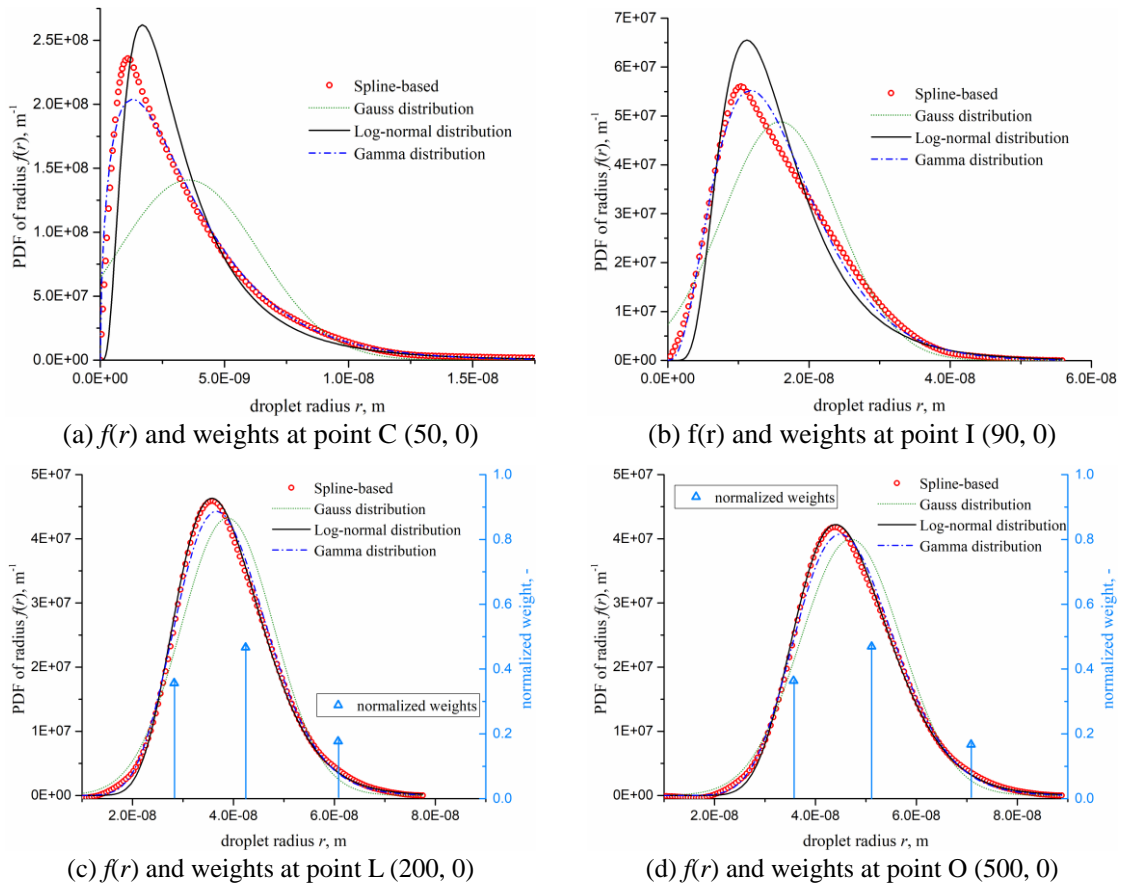 2.5E+08
2.0E+08
1.5E+08
1.0E+08
5.0E+07
0.0E+00
PDF of radius f(r), m⁻¹
Spline-based
Gauss distribution
Log-normal distribution
Gamma distribution
0.0E+00 5.0E-09 1.0E-08 1.5E-08
droplet radius r, m
(a) f(r) and weights at point C (50, 0)
7E+07
6E+07
5E+07
4E+07
3E+07
2E+07
1E+07
0E+00
PDF of radius f(r), m⁻¹
Spline-based
Gauss distribution
Log-normal distribution
Gamma distribution
0.0E+00 2.0E-08 4.0E-08 6.0E-08
droplet radius r, m
(b) f(r) and weights at point I (90, 0)
5E+07
4E+07
3E+07
2E+07
1E+07
0E+00
PDF of radius f(r), m⁻¹
Spline-based
Gauss distribution
Log-normal distribution
Gamma distribution
normalized weights
1.0
0.8
0.6
0.4
0.2
0.0
normalized weight, -
2.0E-08 4.0E-08 6.0E-08 8.0E-08
droplet radius r, m
(c) f(r) and weights at point L (200, 0)
5E+07
4E+07
3E+07
2E+07
1E+07
0E+00
PDF of radius f(r), m⁻¹
normalized weights
Spline-based
Gauss distribution
Log-normal distribution
Gamma distribution
1.0
0.8
0.6
0.4
0.2
0.0
normalized weight, -
2.0E-08 4.0E-08 6.0E-08 8.0E-08
droplet radius r, m
(d) f(r) and weights at point O (500, 0)